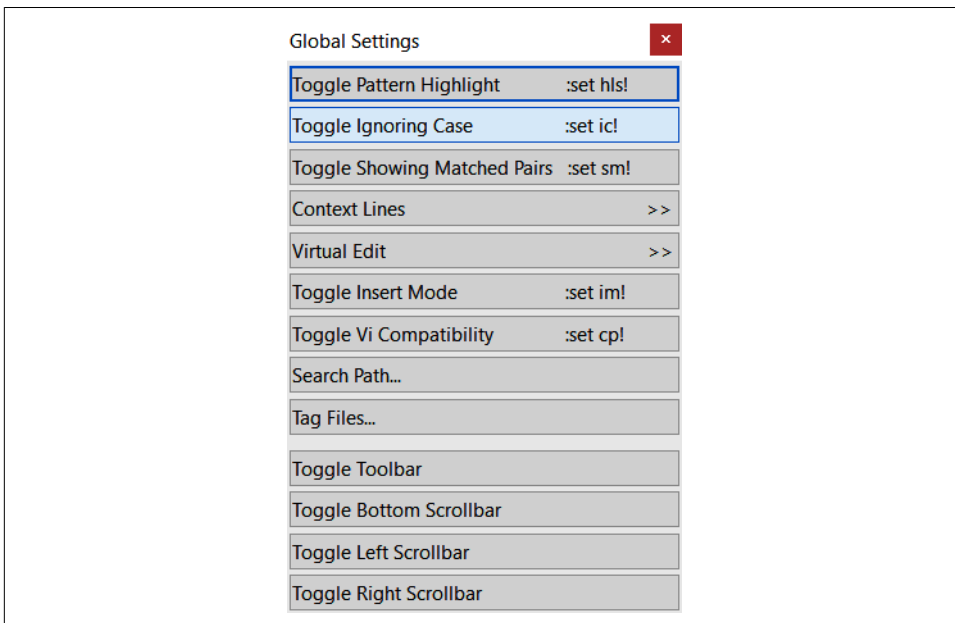 Global Settings ×
Toggle Pattern Highlight :set hls!
Toggle Ignoring Case :set ic!
Toggle Showing Matched Pairs :set sm!
Context Lines >>
Virtual Edit >>
Toggle Insert Mode :set im!
Toggle Vi Compatibility :set cp!
Search Path...
Tag Files...
Toggle Toolbar
Toggle Bottom Scrollbar
Toggle Left Scrollbar
Toggle Right Scrollbar